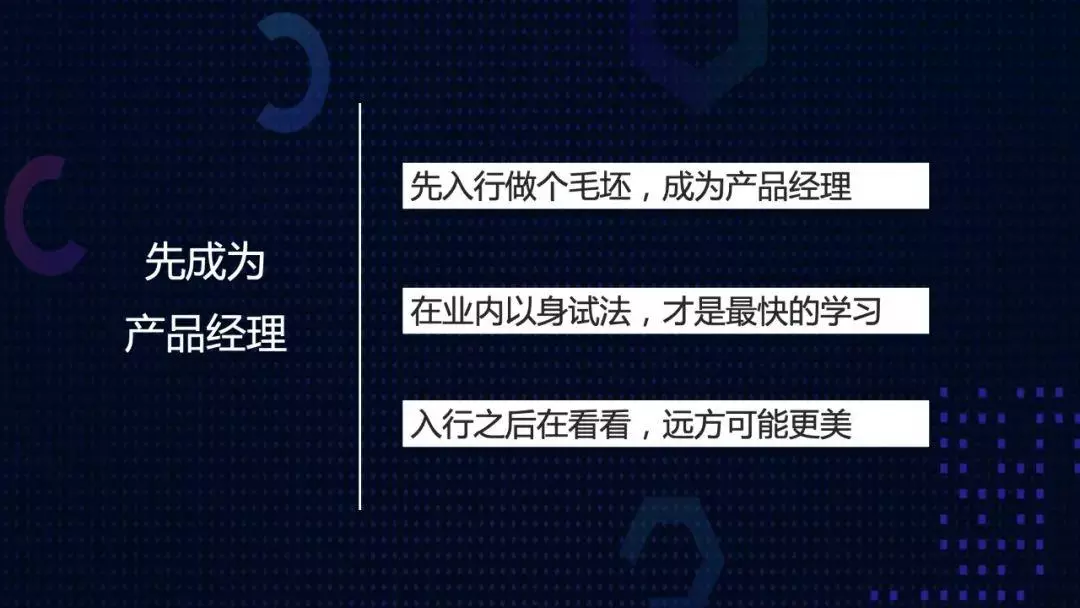 先成为
产品经理
先入行做个毛坯，成为产品经理
在业内以身试法，才是最快的学习
入行之后在看看，远方可能更美